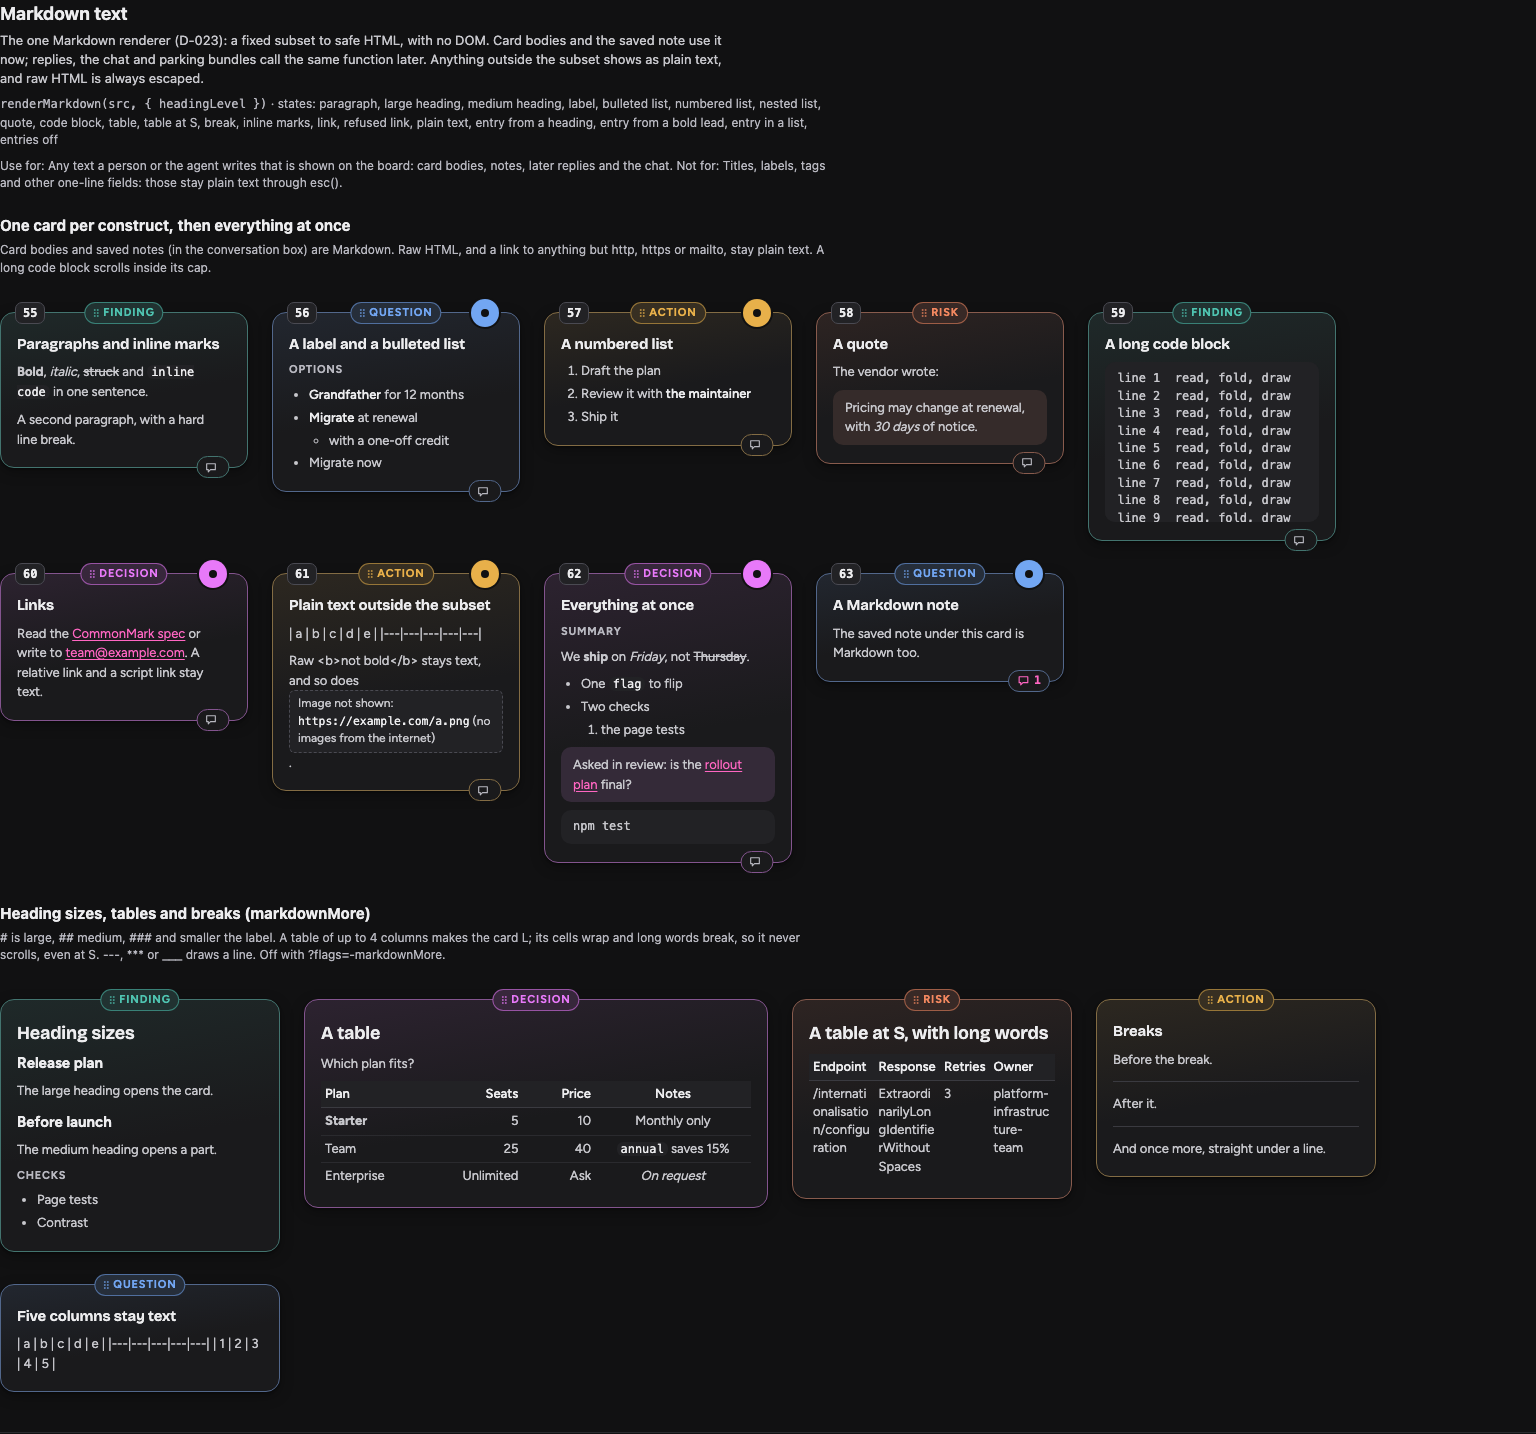 Markdown text
The one Markdown renderer (D-023): a fixed subset to safe HTML, with no DOM. Card bodies and the saved note use it
now; replies, the chat and parking bundles call the same function later. Anything outside the subset shows as plain text,
and raw HTML is always escaped.
renderMarkdown(src, { headingLevel }) · states: paragraph, large heading, medium heading, label, bulleted list, numbered list, nested list,
quote, code block, table, table at S, break, inline marks, link, refused link, plain text, entry from a heading, entry from a bold lead, entry in a list,
entries off
Use for: Any text a person or the agent writes that is shown on the board: card bodies, notes, later replies and the chat. Not for: Titles, labels, tags
and other one-line fields: those stay plain text through esc().
One card per construct, then everything at once
Card bodies and saved notes (in the conversation box) are Markdown. Raw HTML, and a link to anything but http, https or mailto, stay plain text. A
long code block scrolls inside its cap.
55
FINDING
Paragraphs and inline marks
Bold, italic, struck and inline
code in one sentence.
A second paragraph, with a hard
line break.
56
QUESTION
A label and a bulleted list
OPTIONS
• Grandfather for 12 months
• Migrate at renewal
◦ with a one-off credit
• Migrate now
57
ACTION
A numbered list
1. Draft the plan
2. Review it with the maintainer
3. Ship it
58
RISK
A quote
The vendor wrote:
Pricing may change at renewal,
with 30 days of notice.
59
FINDING
A long code block
line 1 read, fold, draw
line 2 read, fold, draw
line 3 read, fold, draw
line 4 read, fold, draw
line 5 read, fold, draw
line 6 read, fold, draw
line 7 read, fold, draw
line 8 read, fold, draw
line 9 read, fold, draw
60
DECISION
Links
Read the CommonMark spec or
write to team@example.com. A
relative link and a script link stay
text.
61
ACTION
Plain text outside the subset
| a | b | c | d | e | |---|---|---|---|---|
Raw <b>not bold</b> stays text,
and so does
Image not shown:
https://example.com/a.png (no
images from the internet)
.
62
DECISION
Everything at once
SUMMARY
We ship on Friday, not Thursday.
• One flag to flip
• Two checks
1. the page tests
Asked in review: is the rollout
plan final?
npm test
63
QUESTION
A Markdown note
The saved note under this card is
Markdown too.
1
Heading sizes, tables and breaks (markdownMore)
# is large, ## medium, ### and smaller the label. A table of up to 4 columns makes the card L; its cells wrap and long words break, so it never
scrolls, even at S. ---, *** or ___ draws a line. Off with ?flags=-markdownMore.
FINDING
Heading sizes
Release plan
The large heading opens the card.
Before launch
The medium heading opens a part.
CHECKS
• Page tests
• Contrast
DECISION
A table
Which plan fits?
Plan Seats Price Notes
Starter 5 10 Monthly only
Team 25 40 annual saves 15%
Enterprise Unlimited Ask On request
RISK
A table at S, with long words
Endpoint Response Retries Owner
/internati Extraordi 3 platform-
onalisatio narilyLon infrastruc
n/configu gIdentifie ture-
ration rWithout team
Spaces
ACTION
Breaks
Before the break.
After it.
And once more, straight under a line.
QUESTION
Five columns stay text
| a | b | c | d | e | |---|---|---|---|---| | 1 | 2 | 3
| 4 | 5 |